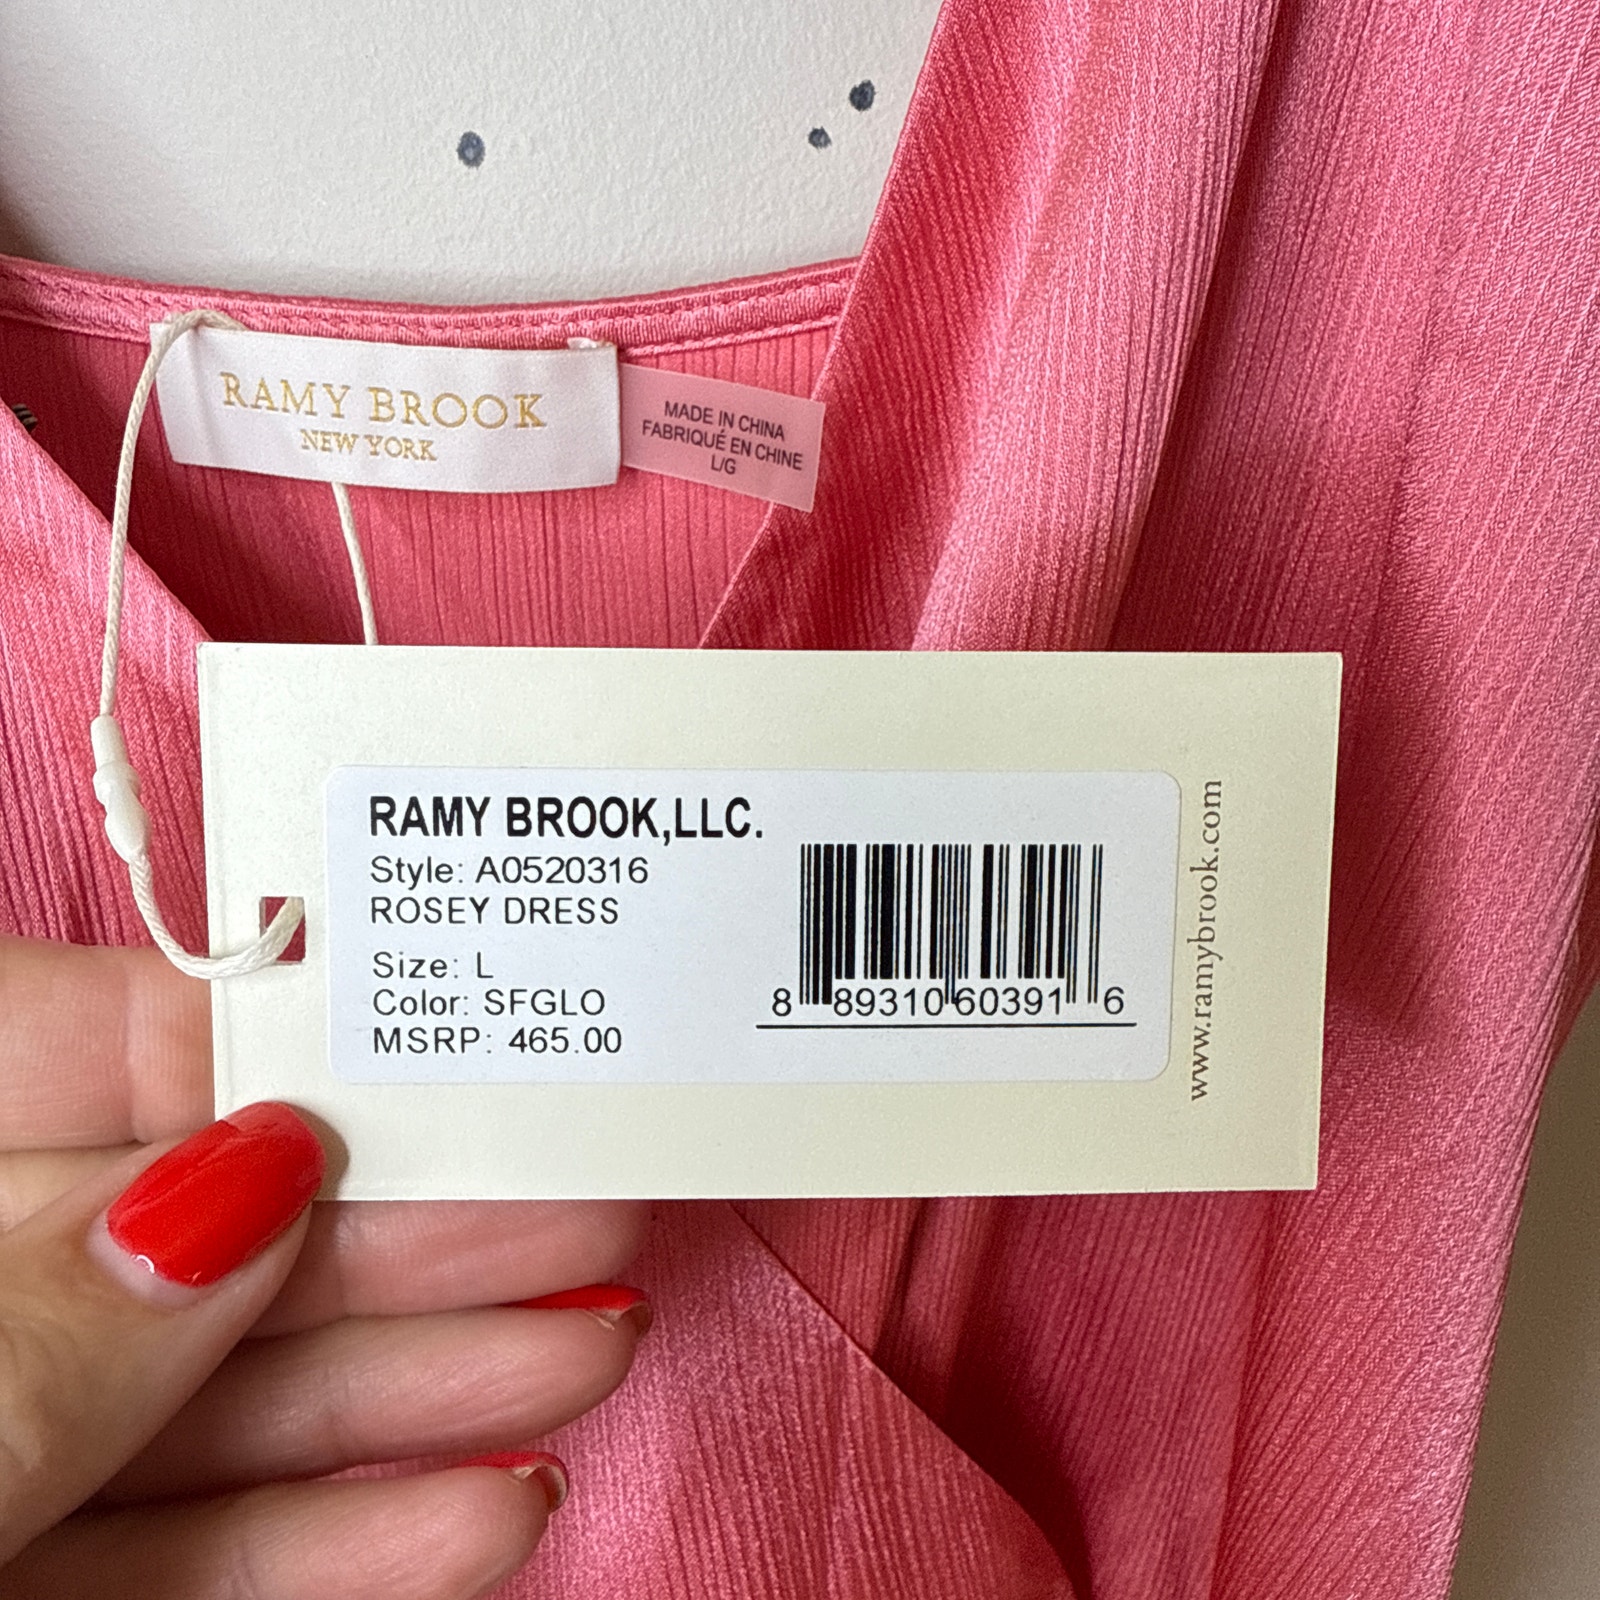 RAMY BROOK
NEW YORK
MADE IN CHINA
FABRIQUÉ EN CHINE
L/G
RAMY BROOK,LLC.
Style: A0520316
ROSEY DRESS
Size: L
Color: SFGLO
MSRP: 465.00
8 89310 60391 6
www.ramybrook.com